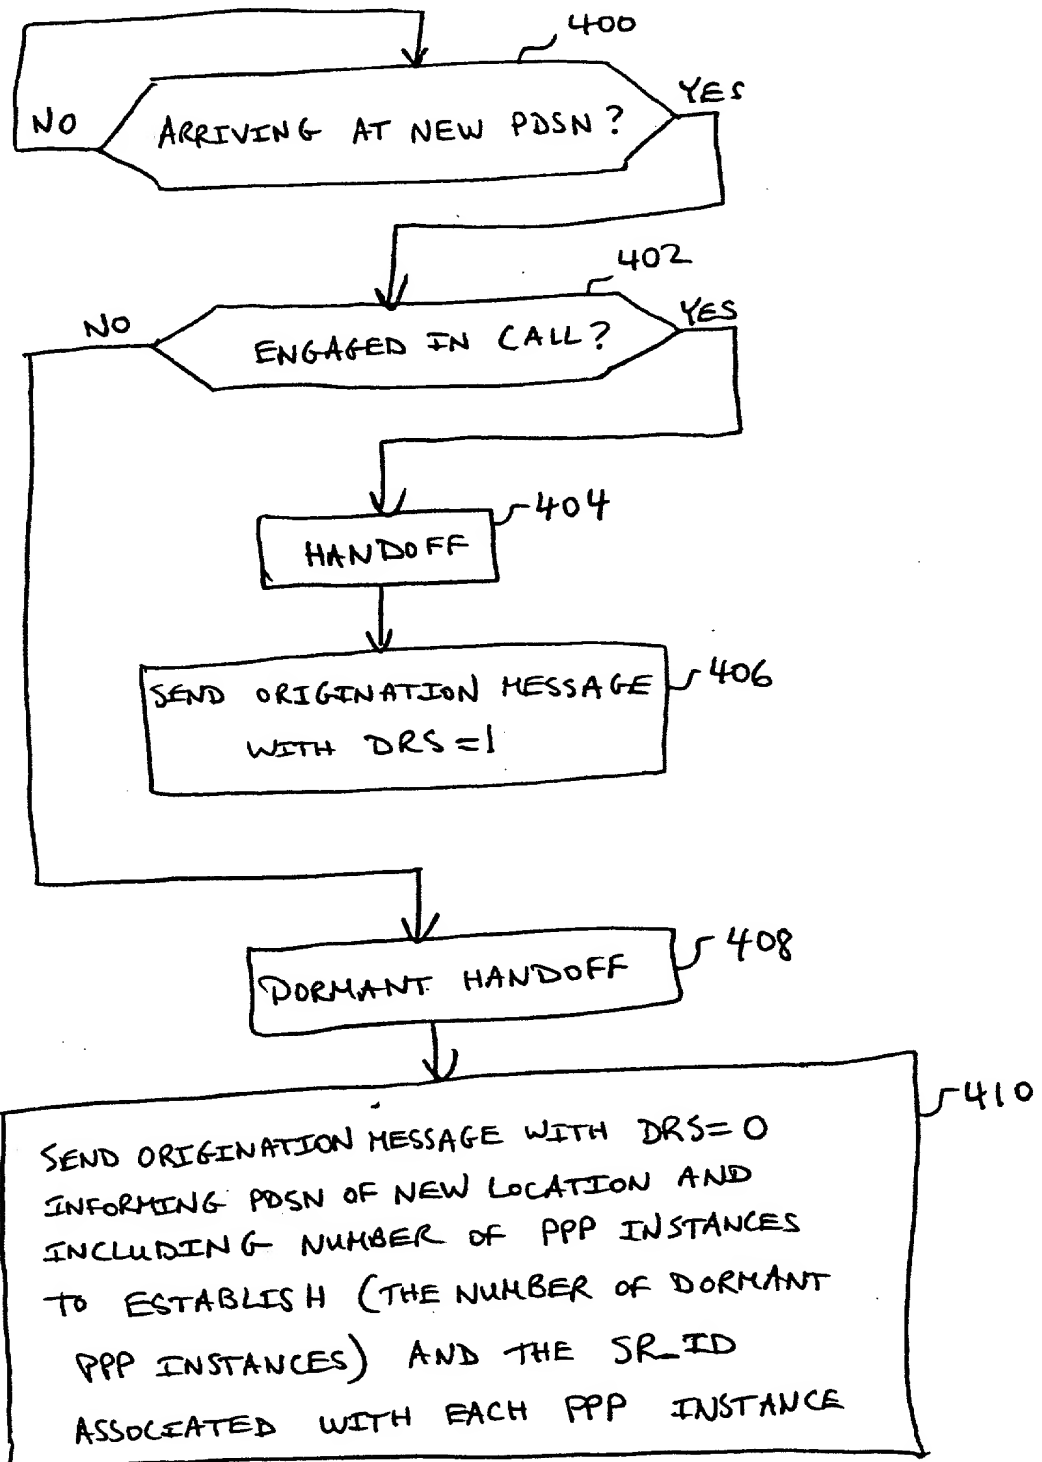 400
NO
YES
ARRIVING AT NEW PDSN?
402
NO
YES
ENGAGED IN CALL?
404
HANDOFF
406
SEND ORIGINATION MESSAGE
WITH DRS=1
408
DORMANT HANDOFF
410
SEND ORIGINATION MESSAGE WITH DRS=0
INFORMING PDSN OF NEW LOCATION AND
INCLUDING NUMBER OF PPP INSTANCES
TO ESTABLISH (THE NUMBER OF DORMANT
PPP INSTANCES) AND THE SR_ID
ASSOCIATED WITH EACH PPP INSTANCE